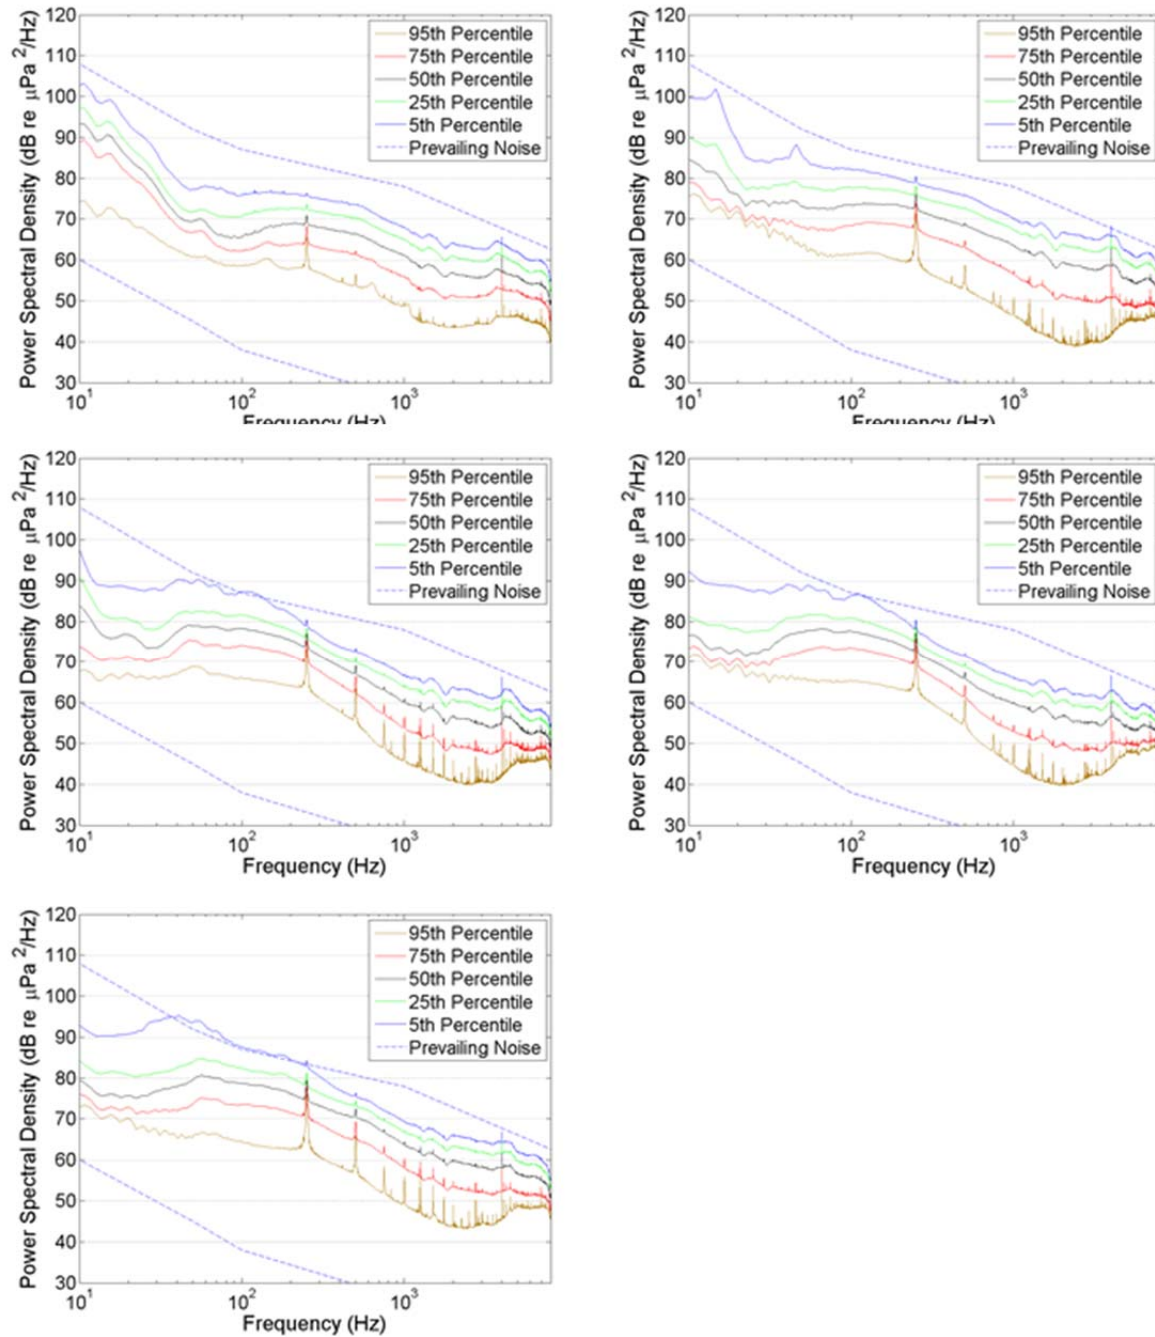 Power Spectral Density (dB re μPa ²/Hz)
120
110
100
90
80
70
60
50
40
30
95th Percentile
75th Percentile
50th Percentile
25th Percentile
5th Percentile
Prevailing Noise
10¹ 10² 10³
Frequency (Hz)
Power Spectral Density (dB re μPa ²/Hz)
120
110
100
90
80
70
60
50
40
30
95th Percentile
75th Percentile
50th Percentile
25th Percentile
5th Percentile
Prevailing Noise
10¹ 10² 10³
Frequency (Hz)
Power Spectral Density (dB re μPa ²/Hz)
120
110
100
90
80
70
60
50
40
30
95th Percentile
75th Percentile
50th Percentile
25th Percentile
5th Percentile
Prevailing Noise
10¹ 10² 10³
Frequency (Hz)
Power Spectral Density (dB re μPa ²/Hz)
120
110
100
90
80
70
60
50
40
30
95th Percentile
75th Percentile
50th Percentile
25th Percentile
5th Percentile
Prevailing Noise
10¹ 10² 10³
Frequency (Hz)
Power Spectral Density (dB re μPa ²/Hz)
120
110
100
90
80
70
60
50
40
30
95th Percentile
75th Percentile
50th Percentile
25th Percentile
5th Percentile
Prevailing Noise
10¹ 10² 10³
Frequency (Hz)